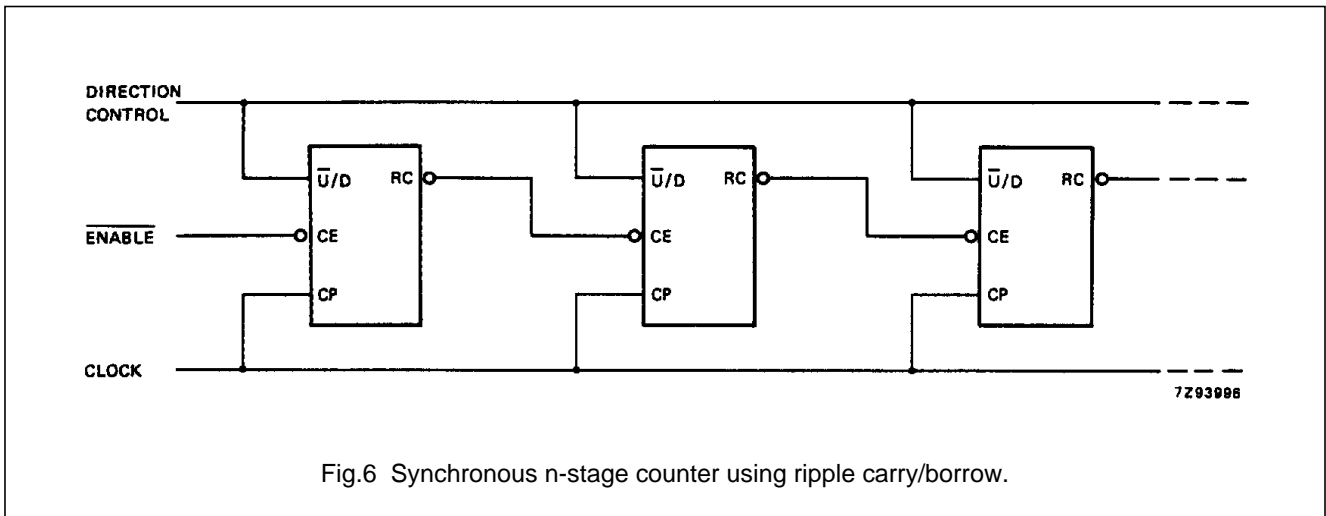 DIRECTION
CONTROL
U̅/D RC U̅/D RC U̅/D RC
E̅N̅A̅B̅L̅E̅ CE CE CE
CP CP CP
CLOCK
7Z93996
Fig.6 Synchronous n-stage counter using ripple carry/borrow.